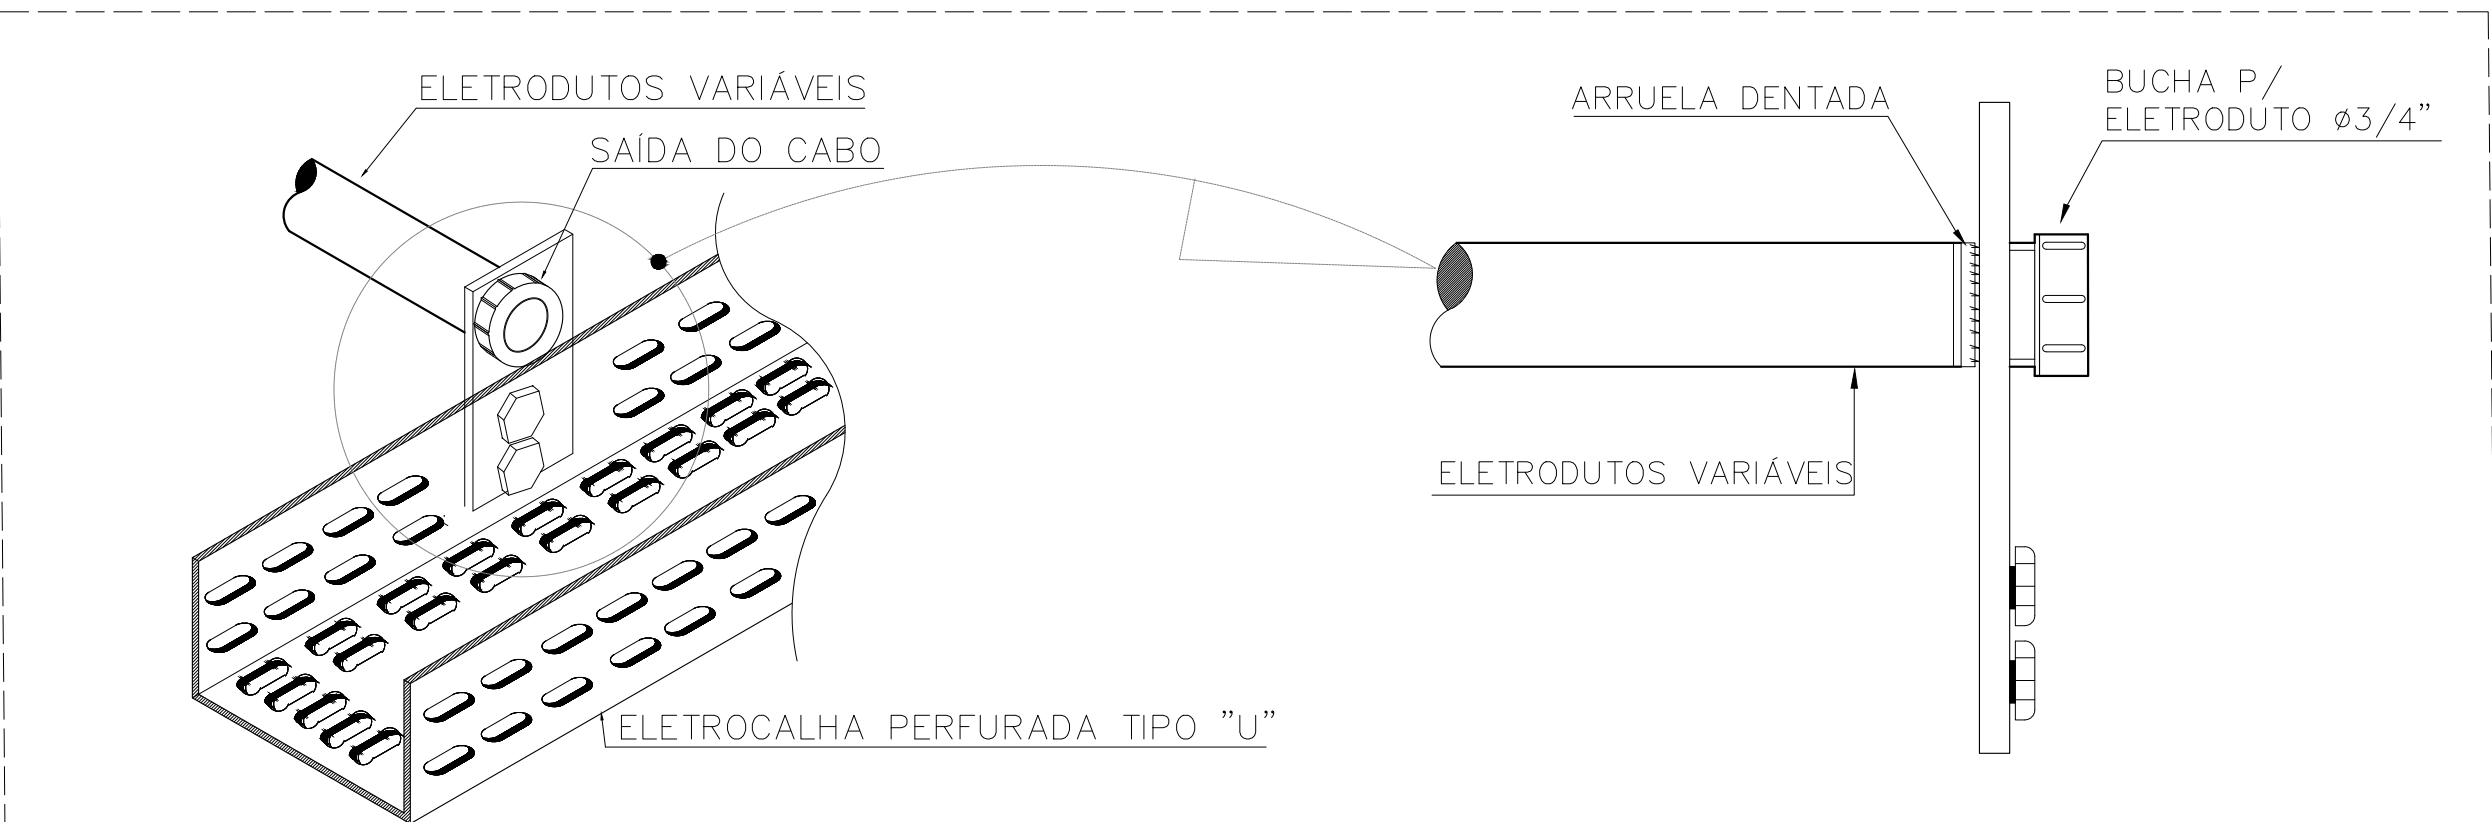 ELETRODUTOS VARIÁVEIS
SAÍDA DO CABO
ELETROCALHA PERFURADA TIPO "U"
ARRUELA DENTADA
BUCHA P/
ELETRODUTO ø3/4"
ELETRODUTOS VARIÁVEIS